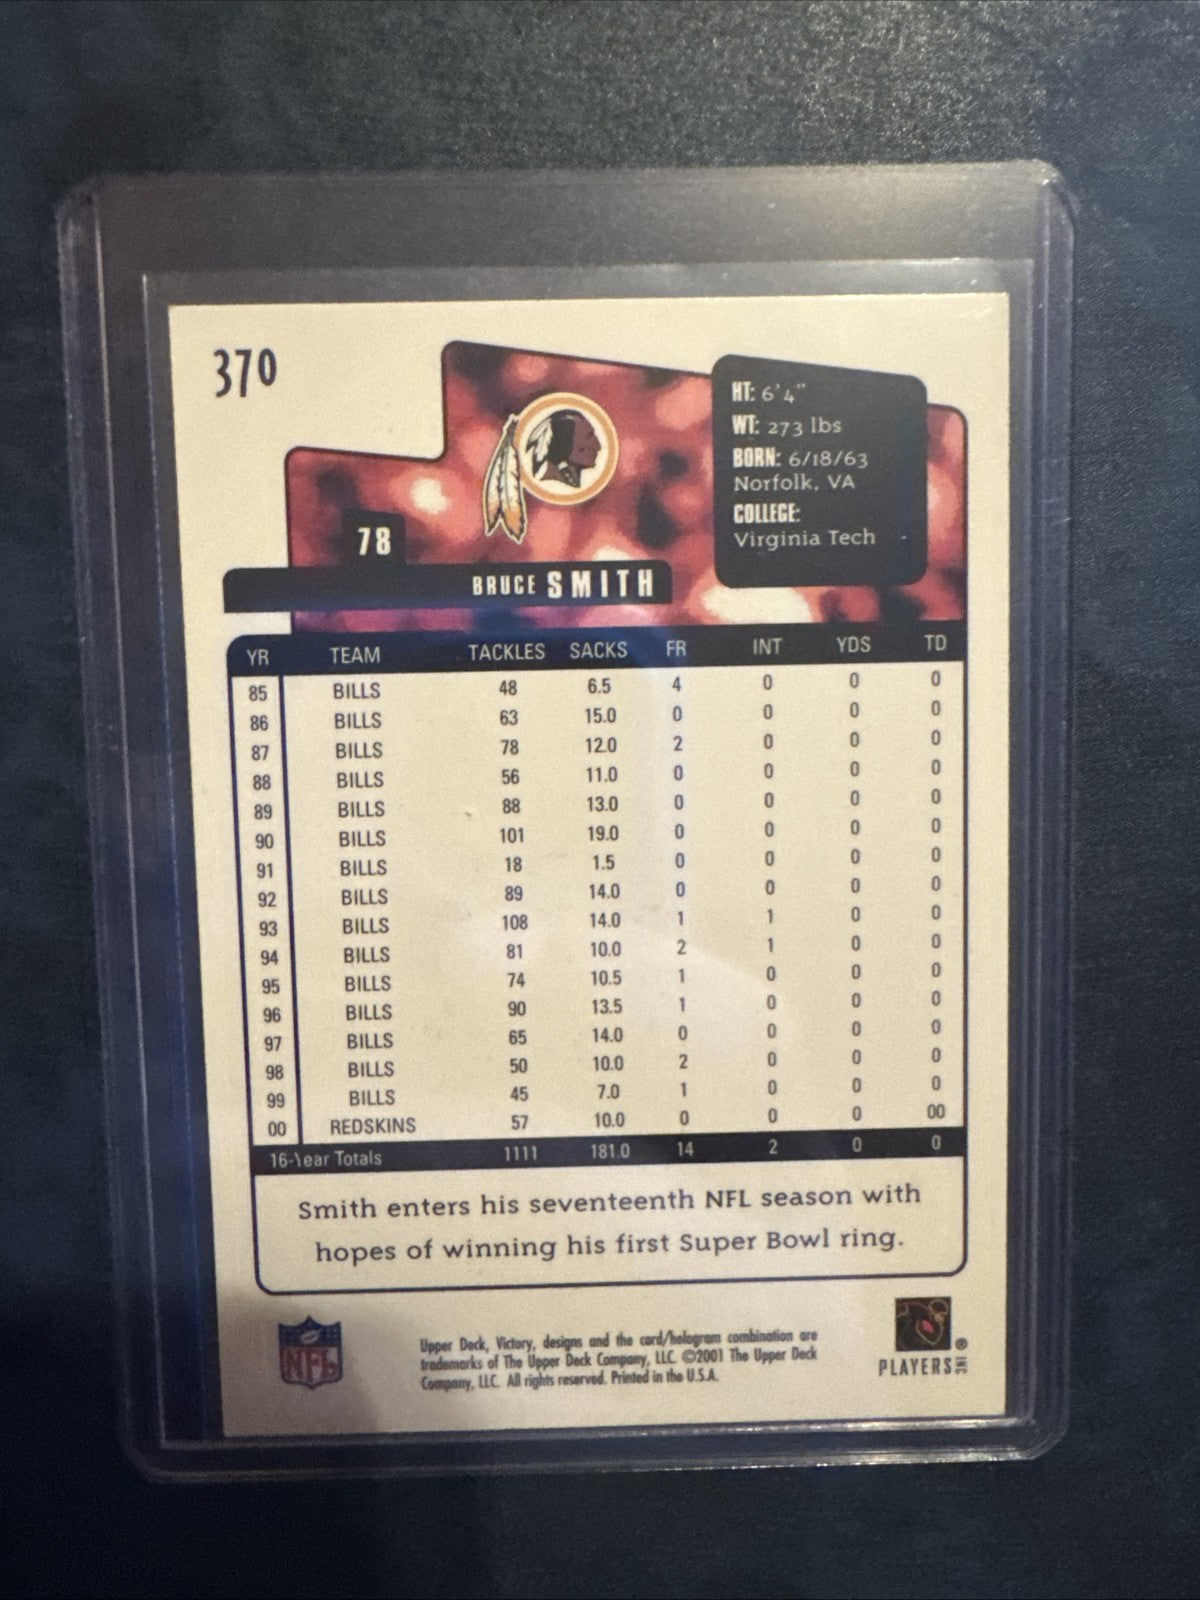 370
HT: 6'4"
WT: 273 lbs
BORN: 6/18/63
Norfolk, VA
COLLEGE:
Virginia Tech
78
BRUCE SMITH
YR TEAM TACKLES SACKS FR INT YDS TD
85 BILLS 48 6.5 4 0 0 0
86 BILLS 63 15.0 0 0 0 0
87 BILLS 78 12.0 2 0 0 0
88 BILLS 56 11.0 0 0 0 0
89 BILLS 88 13.0 0 0 0 0
90 BILLS 101 19.0 0 0 0 0
91 BILLS 18 1.5 0 0 0 0
92 BILLS 89 14.0 0 0 0 0
93 BILLS 108 14.0 1 1 0 0
94 BILLS 81 10.0 2 1 0 0
95 BILLS 74 10.5 1 0 0 0
96 BILLS 90 13.5 1 0 0 0
97 BILLS 65 14.0 0 0 0 0
98 BILLS 50 10.0 2 0 0 0
99 BILLS 45 7.0 1 0 0 0
00 REDSKINS 57 10.0 0 0 0 00
16-Year Totals 1111 181.0 14 2 0 0
Smith enters his seventeenth NFL season with
hopes of winning his first Super Bowl ring.
NFL
Upper Deck, Victory, designs and the card/hologram combination are
trademarks of The Upper Deck Company, LLC. ©2001 The Upper Deck
Company, LLC. All rights reserved. Printed in the U.S.A.
PLAYERS INC ®